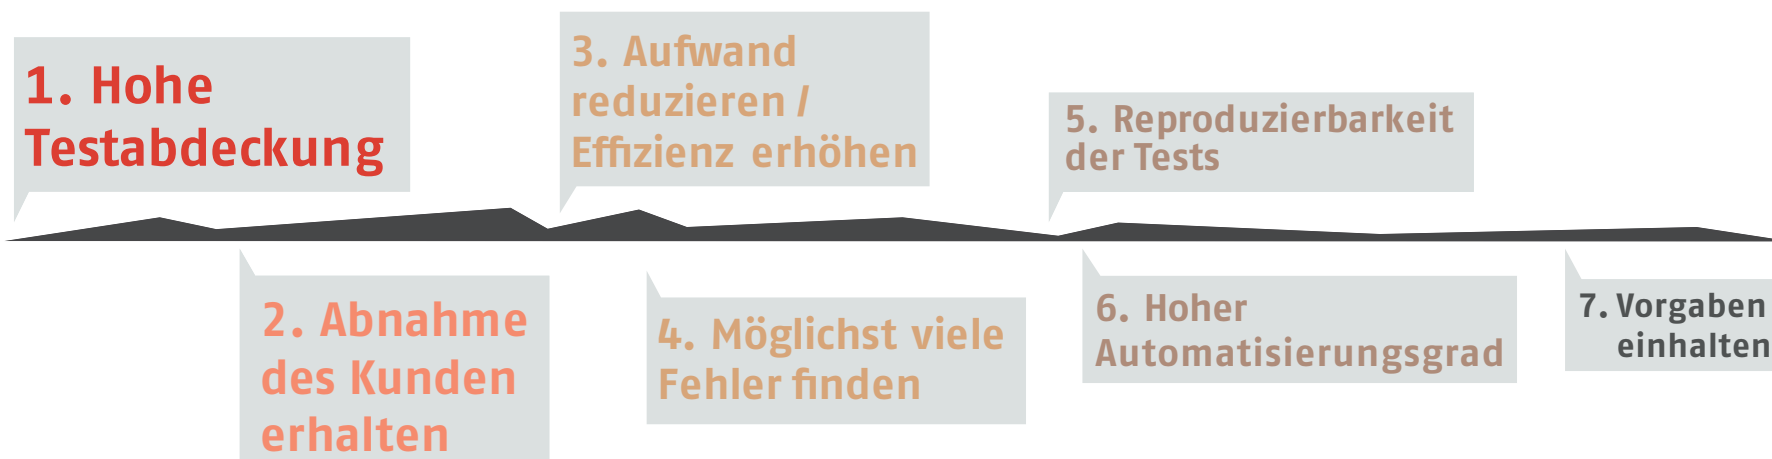 1. Hohe
Testabdeckung
2. Abnahme
des Kunden
erhalten
3. Aufwand
reduzieren /
Effizienz erhöhen
4. Möglichst viele
Fehler finden
5. Reproduzierbarkeit
der Tests
6. Hoher
Automatisierungsgrad
7. Vorgaben
einhalten